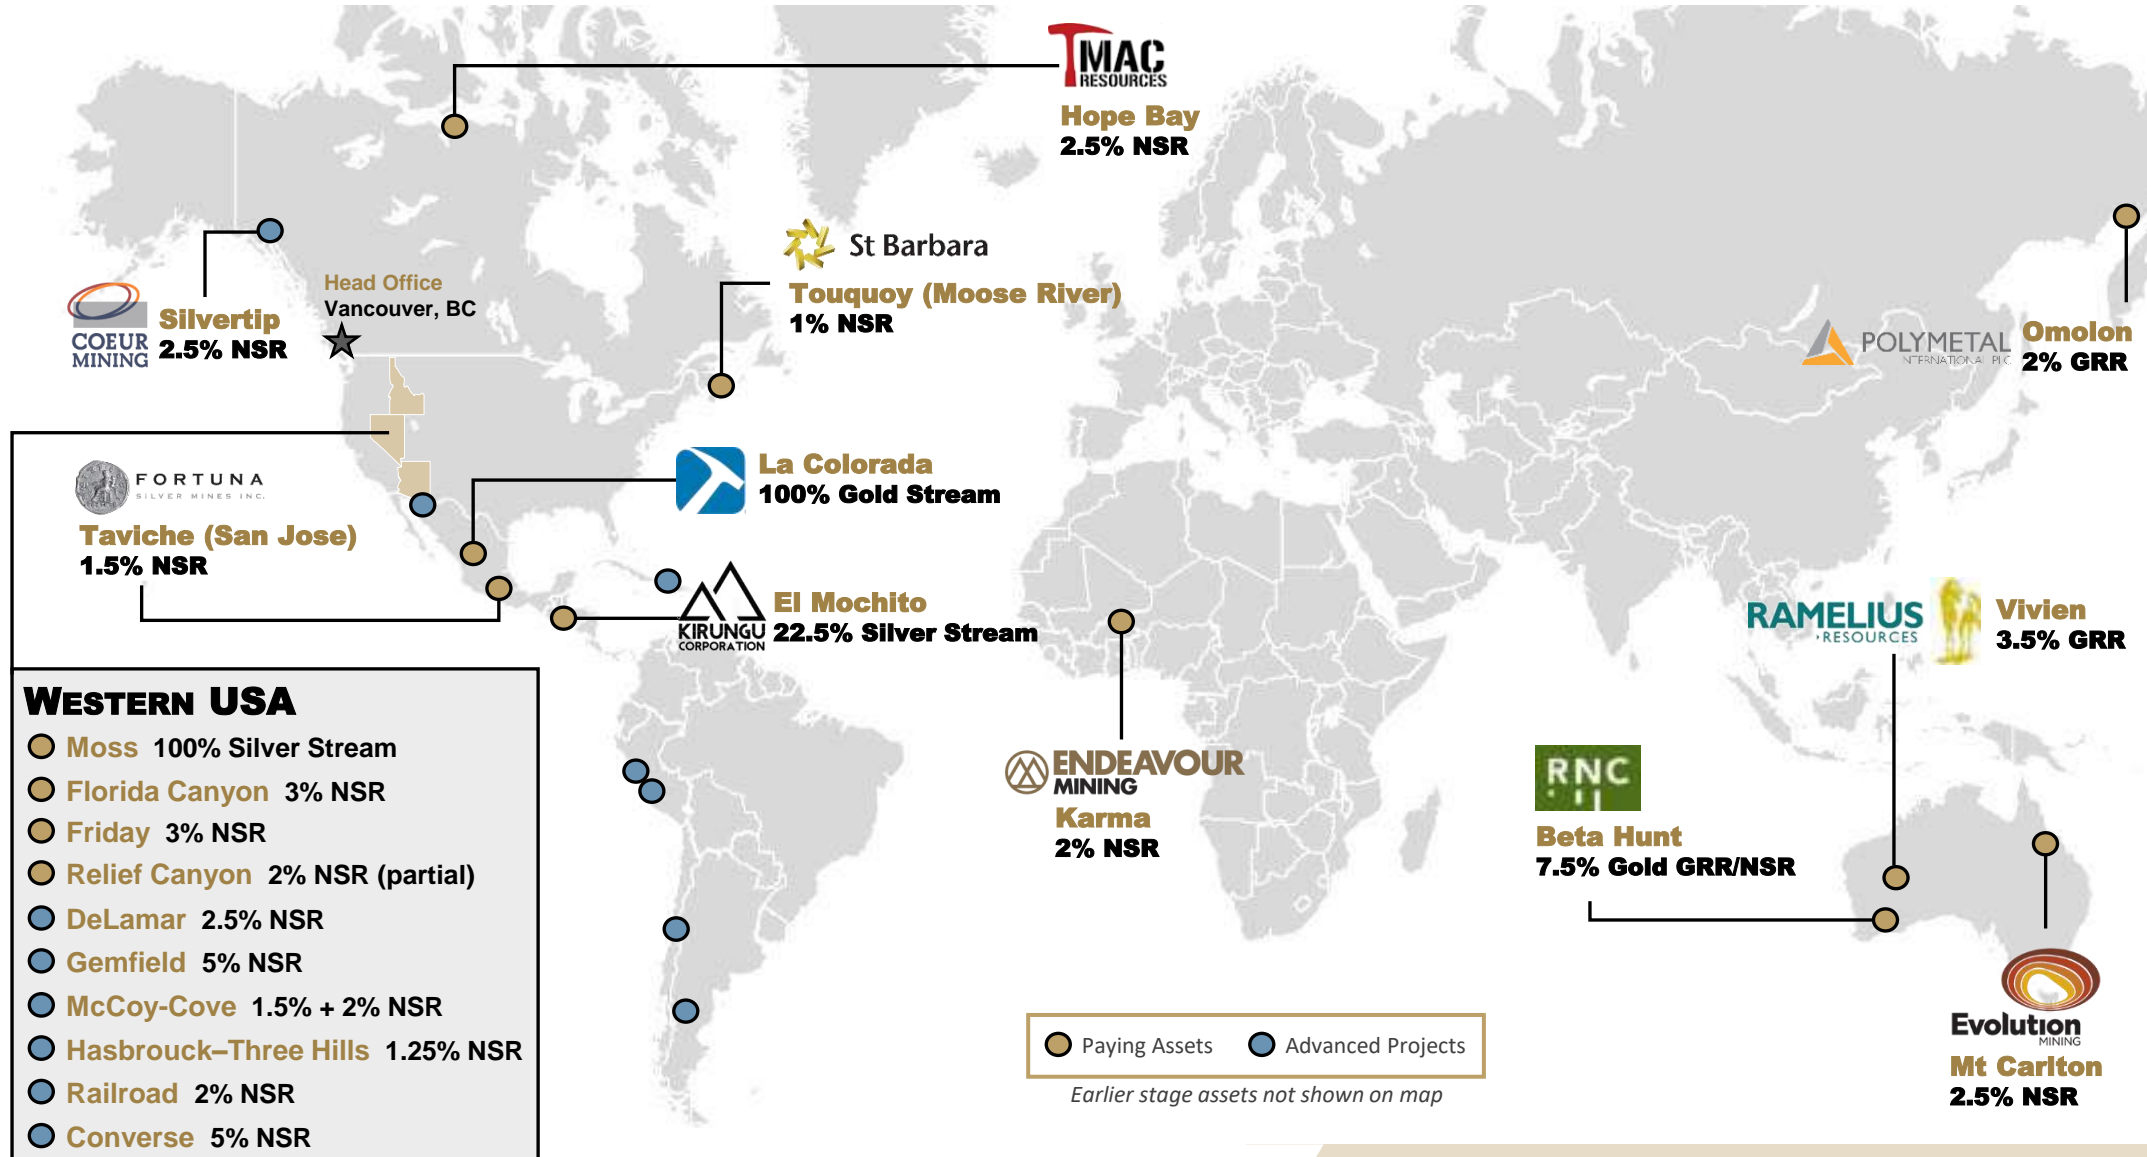 TMAC
RESOURCES
Hope Bay
2.5% NSR
St Barbara
Touquoy (Moose River)
1% NSR
Head Office
Vancouver, BC
COEUR
MINING
Silvertip
2.5% NSR
POLYMETAL
INTERNATIONAL PLC
Omolon
2% GRR
FORTUNA
SILVER MINES INC.
Taviche (San Jose)
1.5% NSR
La Colorada
100% Gold Stream
KIRUNGU
CORPORATION
El Mochito
22.5% Silver Stream
RAMELIUS
RESOURCES
Vivien
3.5% GRR
WESTERN USA
Moss 100% Silver Stream
Florida Canyon 3% NSR
Friday 3% NSR
Relief Canyon 2% NSR (partial)
DeLamar 2.5% NSR
Gemfield 5% NSR
McCoy-Cove 1.5% + 2% NSR
Hasbrouck–Three Hills 1.25% NSR
Railroad 2% NSR
Converse 5% NSR
ENDEAVOUR
MINING
Karma
2% NSR
RNC
Beta Hunt
7.5% Gold GRR/NSR
Evolution
MINING
Mt Carlton
2.5% NSR
Paying Assets Advanced Projects
Earlier stage assets not shown on map